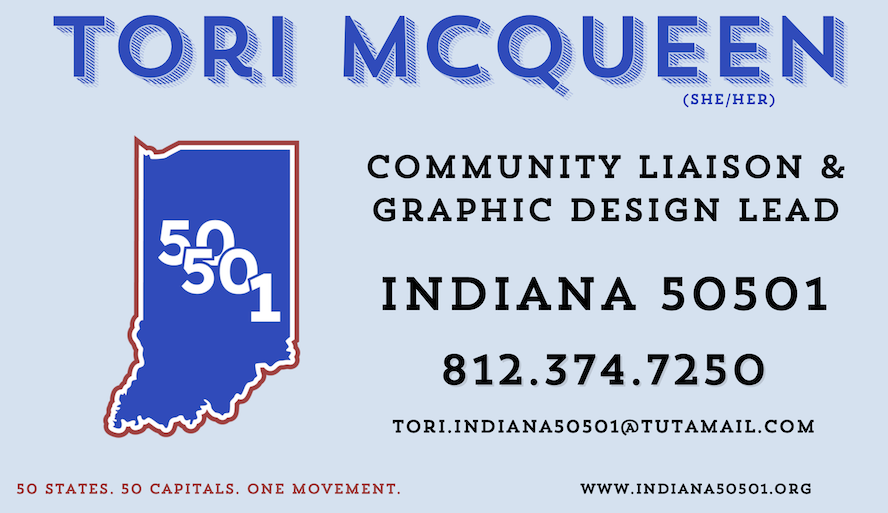 TORI MCQUEEN
(SHE/HER)
COMMUNITY LIAISON &
GRAPHIC DESIGN LEAD
50
50
1
INDIANA 50501
812.374.7250
TORI.INDIANA50501@TUTAMAIL.COM
50 STATES. 50 CAPITALS. ONE MOVEMENT.
WWW.INDIANA50501.ORG